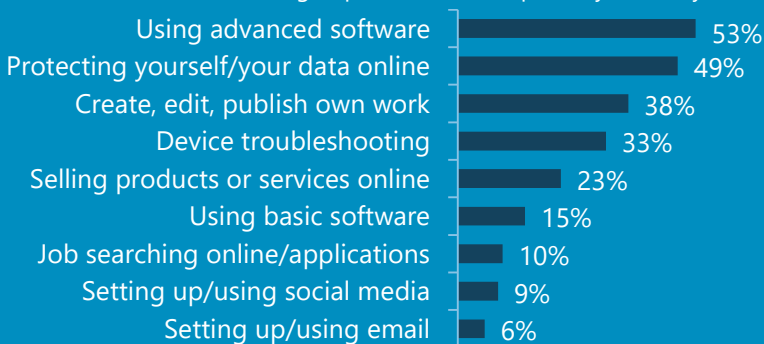 Using advanced software 53%
Protecting yourself/your data online 49%
Create, edit, publish own work 38%
Device troubleshooting 33%
Selling products or services online 23%
Using basic software 15%
Job searching online/applications 10%
Setting up/using social media 9%
Setting up/using email 6%